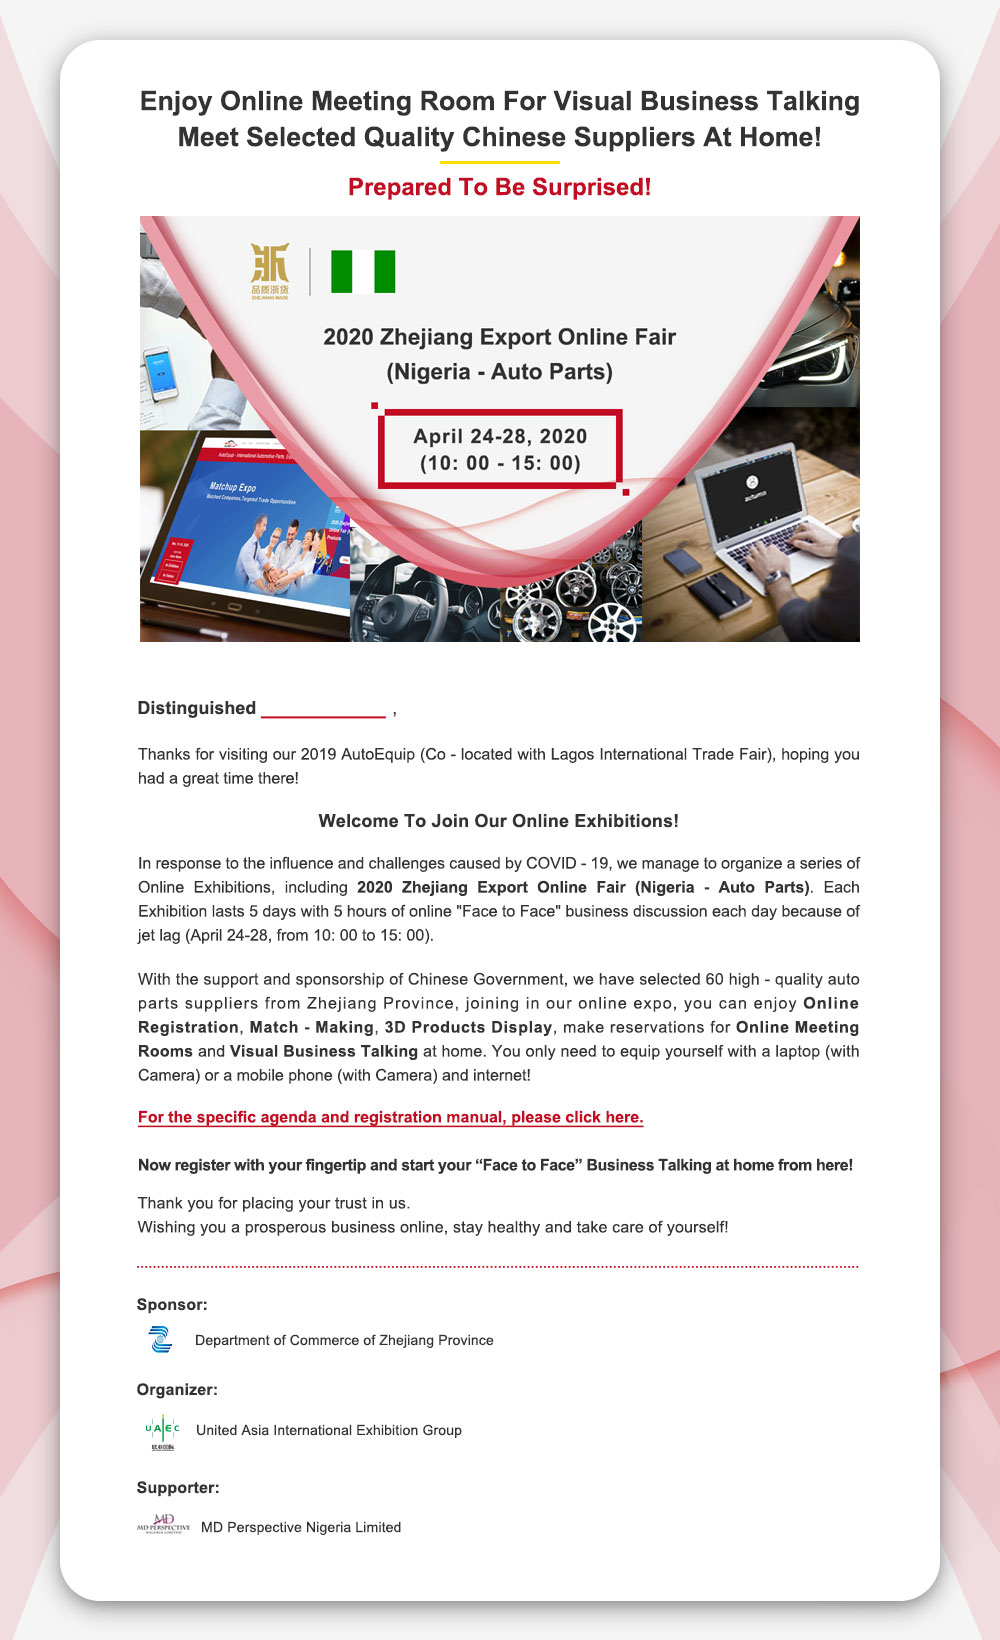 Enjoy Online Meeting Room For Visual Business Talking
Meet Selected Quality Chinese Suppliers At Home!
Prepared To Be Surprised!
浙
品质浙货
ZHEJIANG MADE
2020 Zhejiang Export Online Fair
(Nigeria - Auto Parts)
April 24-28, 2020
(10: 00 - 15: 00)
AutoEquip - International Automotive Parts,
Matchup Expo
Matched Companies, Targeted Trade Opportunities
autumn
Distinguished ____________ ,
Thanks for visiting our 2019 AutoEquip (Co - located with Lagos International Trade Fair), hoping you
had a great time there!
Welcome To Join Our Online Exhibitions!
In response to the influence and challenges caused by COVID - 19, we manage to organize a series of
Online Exhibitions, including 2020 Zhejiang Export Online Fair (Nigeria - Auto Parts). Each
Exhibition lasts 5 days with 5 hours of online "Face to Face" business discussion each day because of
jet lag (April 24-28, from 10: 00 to 15: 00).
With the support and sponsorship of Chinese Government, we have selected 60 high - quality auto
parts suppliers from Zhejiang Province, joining in our online expo, you can enjoy Online
Registration, Match - Making, 3D Products Display, make reservations for Online Meeting
Rooms and Visual Business Talking at home. You only need to equip yourself with a laptop (with
Camera) or a mobile phone (with Camera) and internet!
For the specific agenda and registration manual, please click here.
Now register with your fingertip and start your “Face to Face” Business Talking at home from here!
Thank you for placing your trust in us.
Wishing you a prosperous business online, stay healthy and take care of yourself!
Sponsor:
Department of Commerce of Zhejiang Province
Organizer:
UAEC
United Asia International Exhibition Group
Supporter:
MD
MD PERSPECTIVE
NIGERIA LIMITED
MD Perspective Nigeria Limited